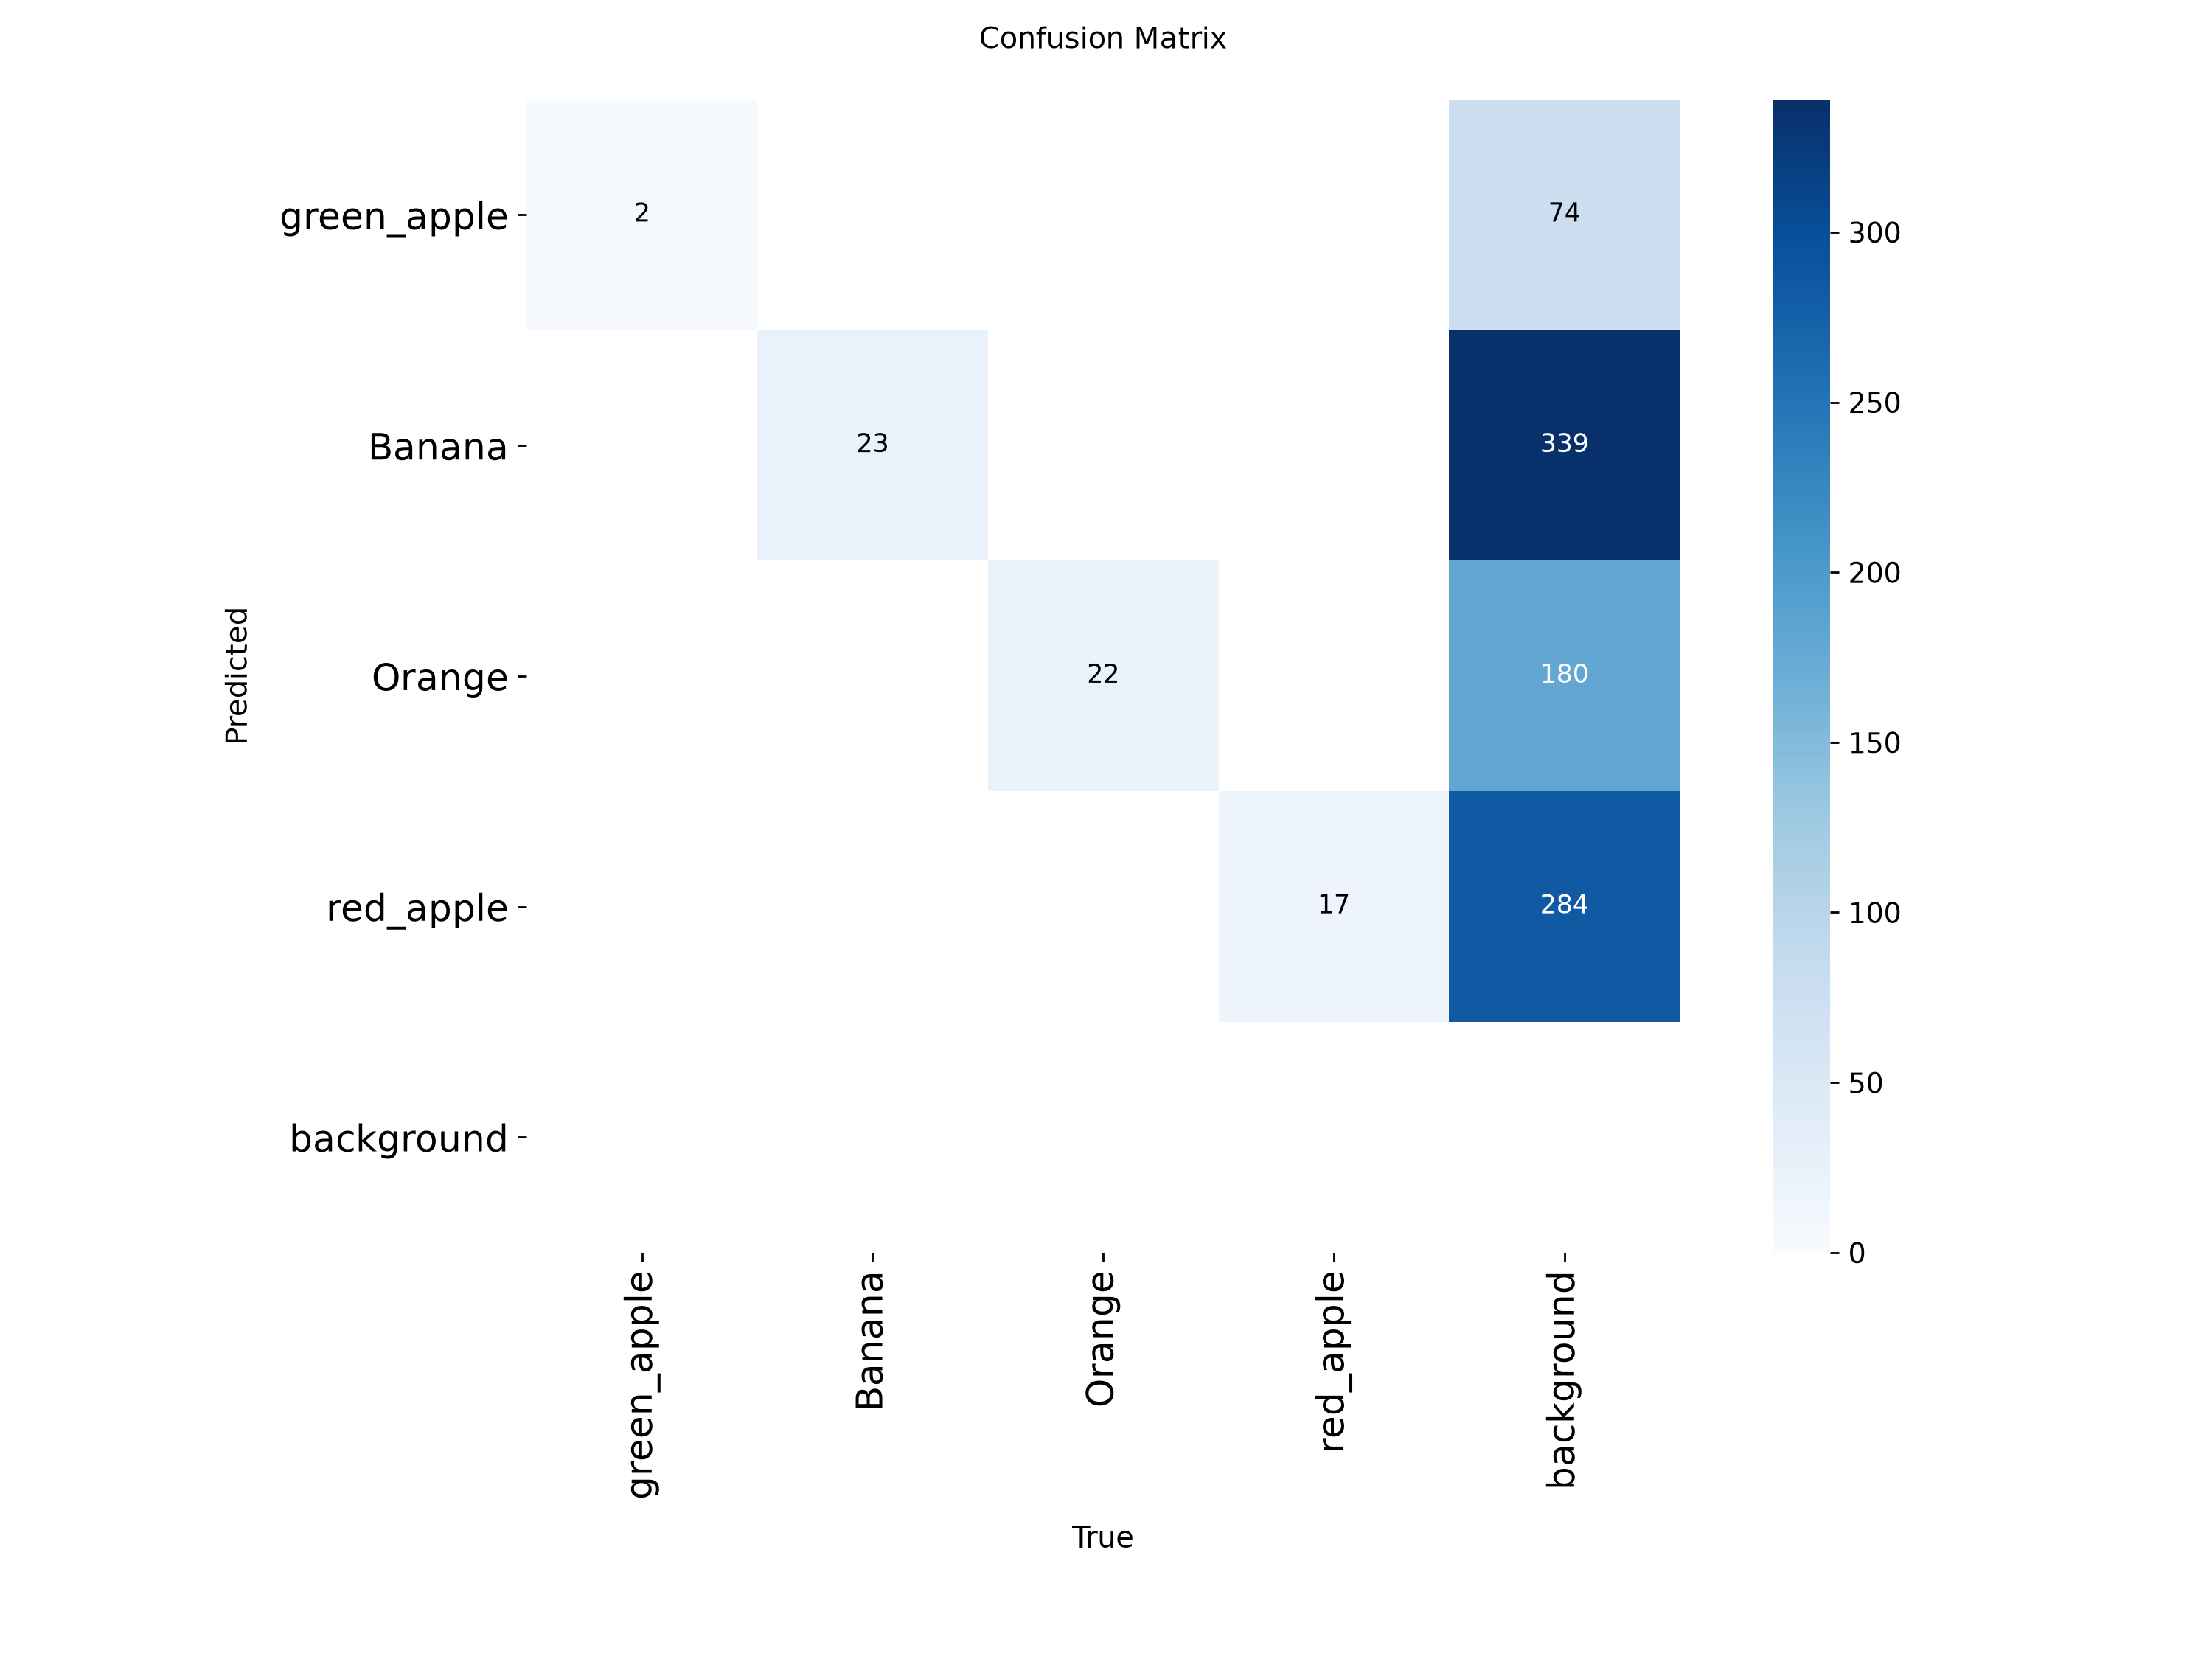 Confusion Matrix
green_apple
2
74
300
250
Banana
23
339
200
Predicted
Orange
22
180
150
red_apple
17
284
100
50
background
0
green_apple
Banana
Orange
red_apple
background
True